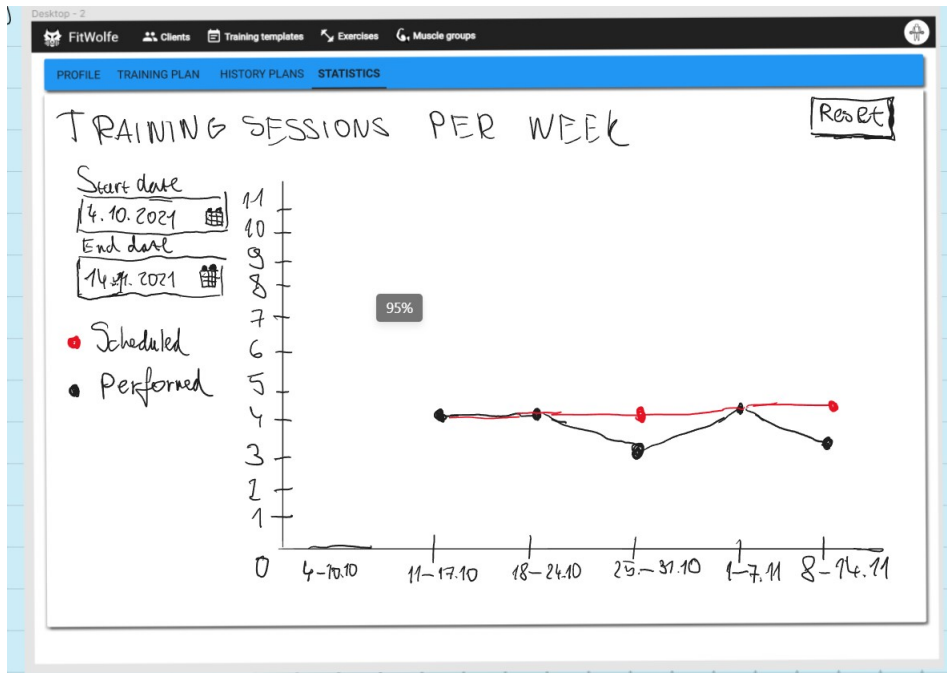 Desktop - 2
FitWolfe Clients Training templates Exercises Muscle groups
PROFILE TRAINING PLAN HISTORY PLANS STATISTICS
TRAINING SESSIONS PER WEEK
Reset
Start date
4.10.2021
End date
14.11.2021
Scheduled
Performed
11
10
9
8
95%
7
6
5
4
3
2
1
0
4-10.10 11-17.10 18-24.10 25.-31.10 1-7.11 8-14.11